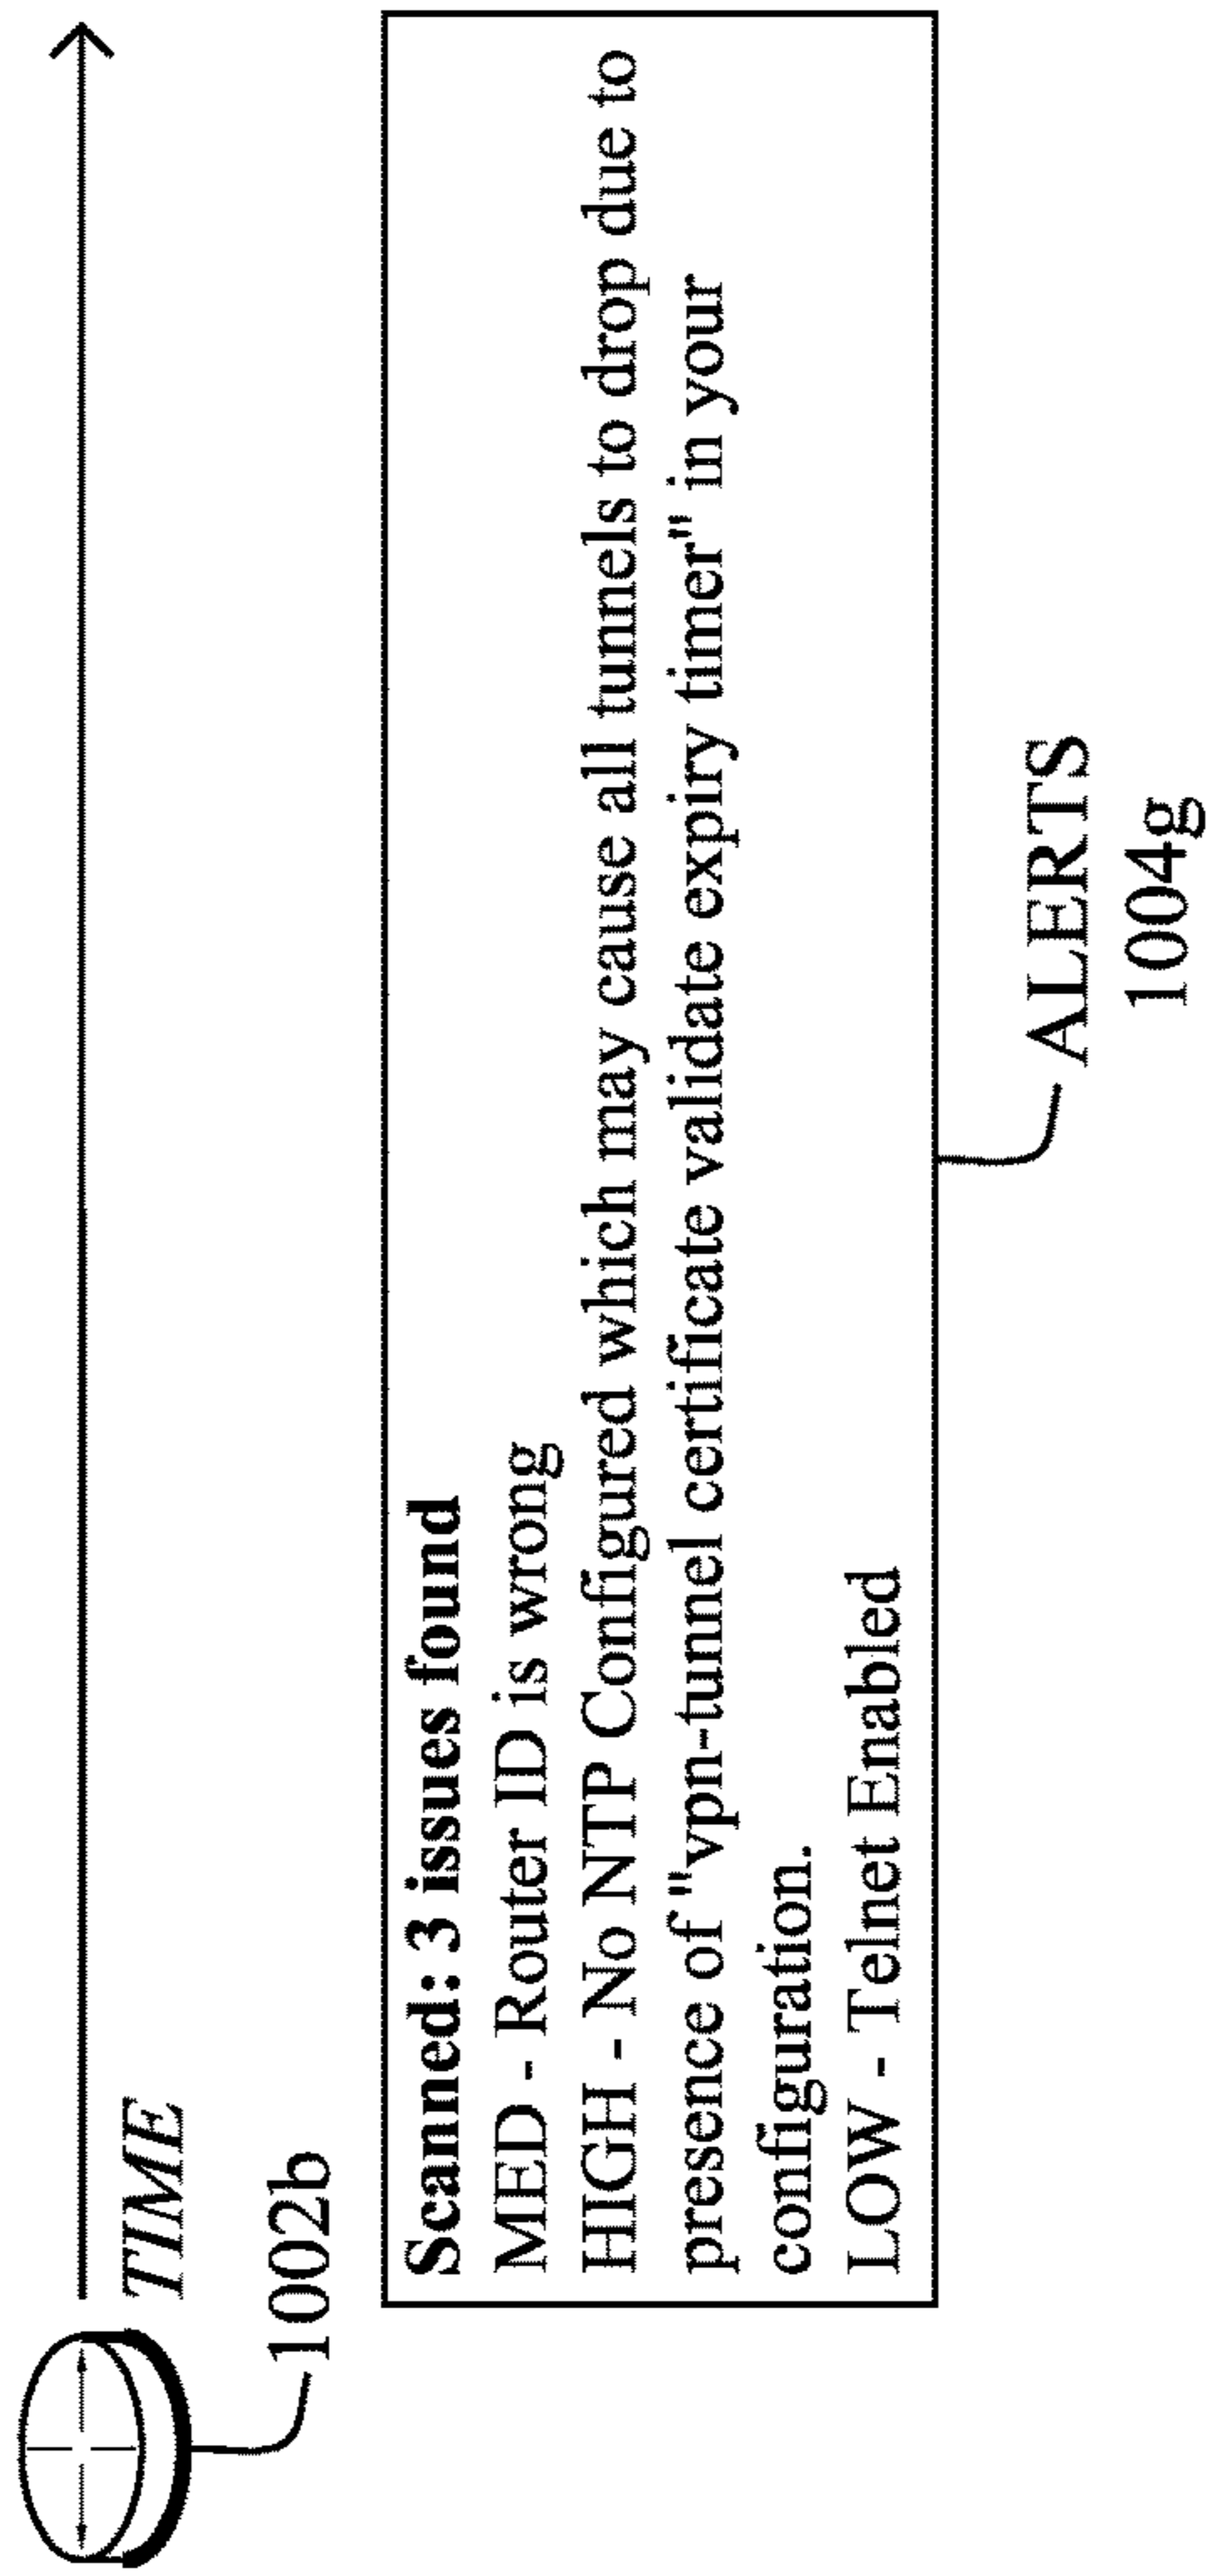 TIME
1002b
Scanned: 3 issues found
MED - Router ID is wrong
HIGH - No NTP Configured which may cause all tunnels to drop due to
presence of "vpn-tunnel certificate validate expiry timer" in your
configuration.
LOW - Telnet Enabled
ALERTS
1004g